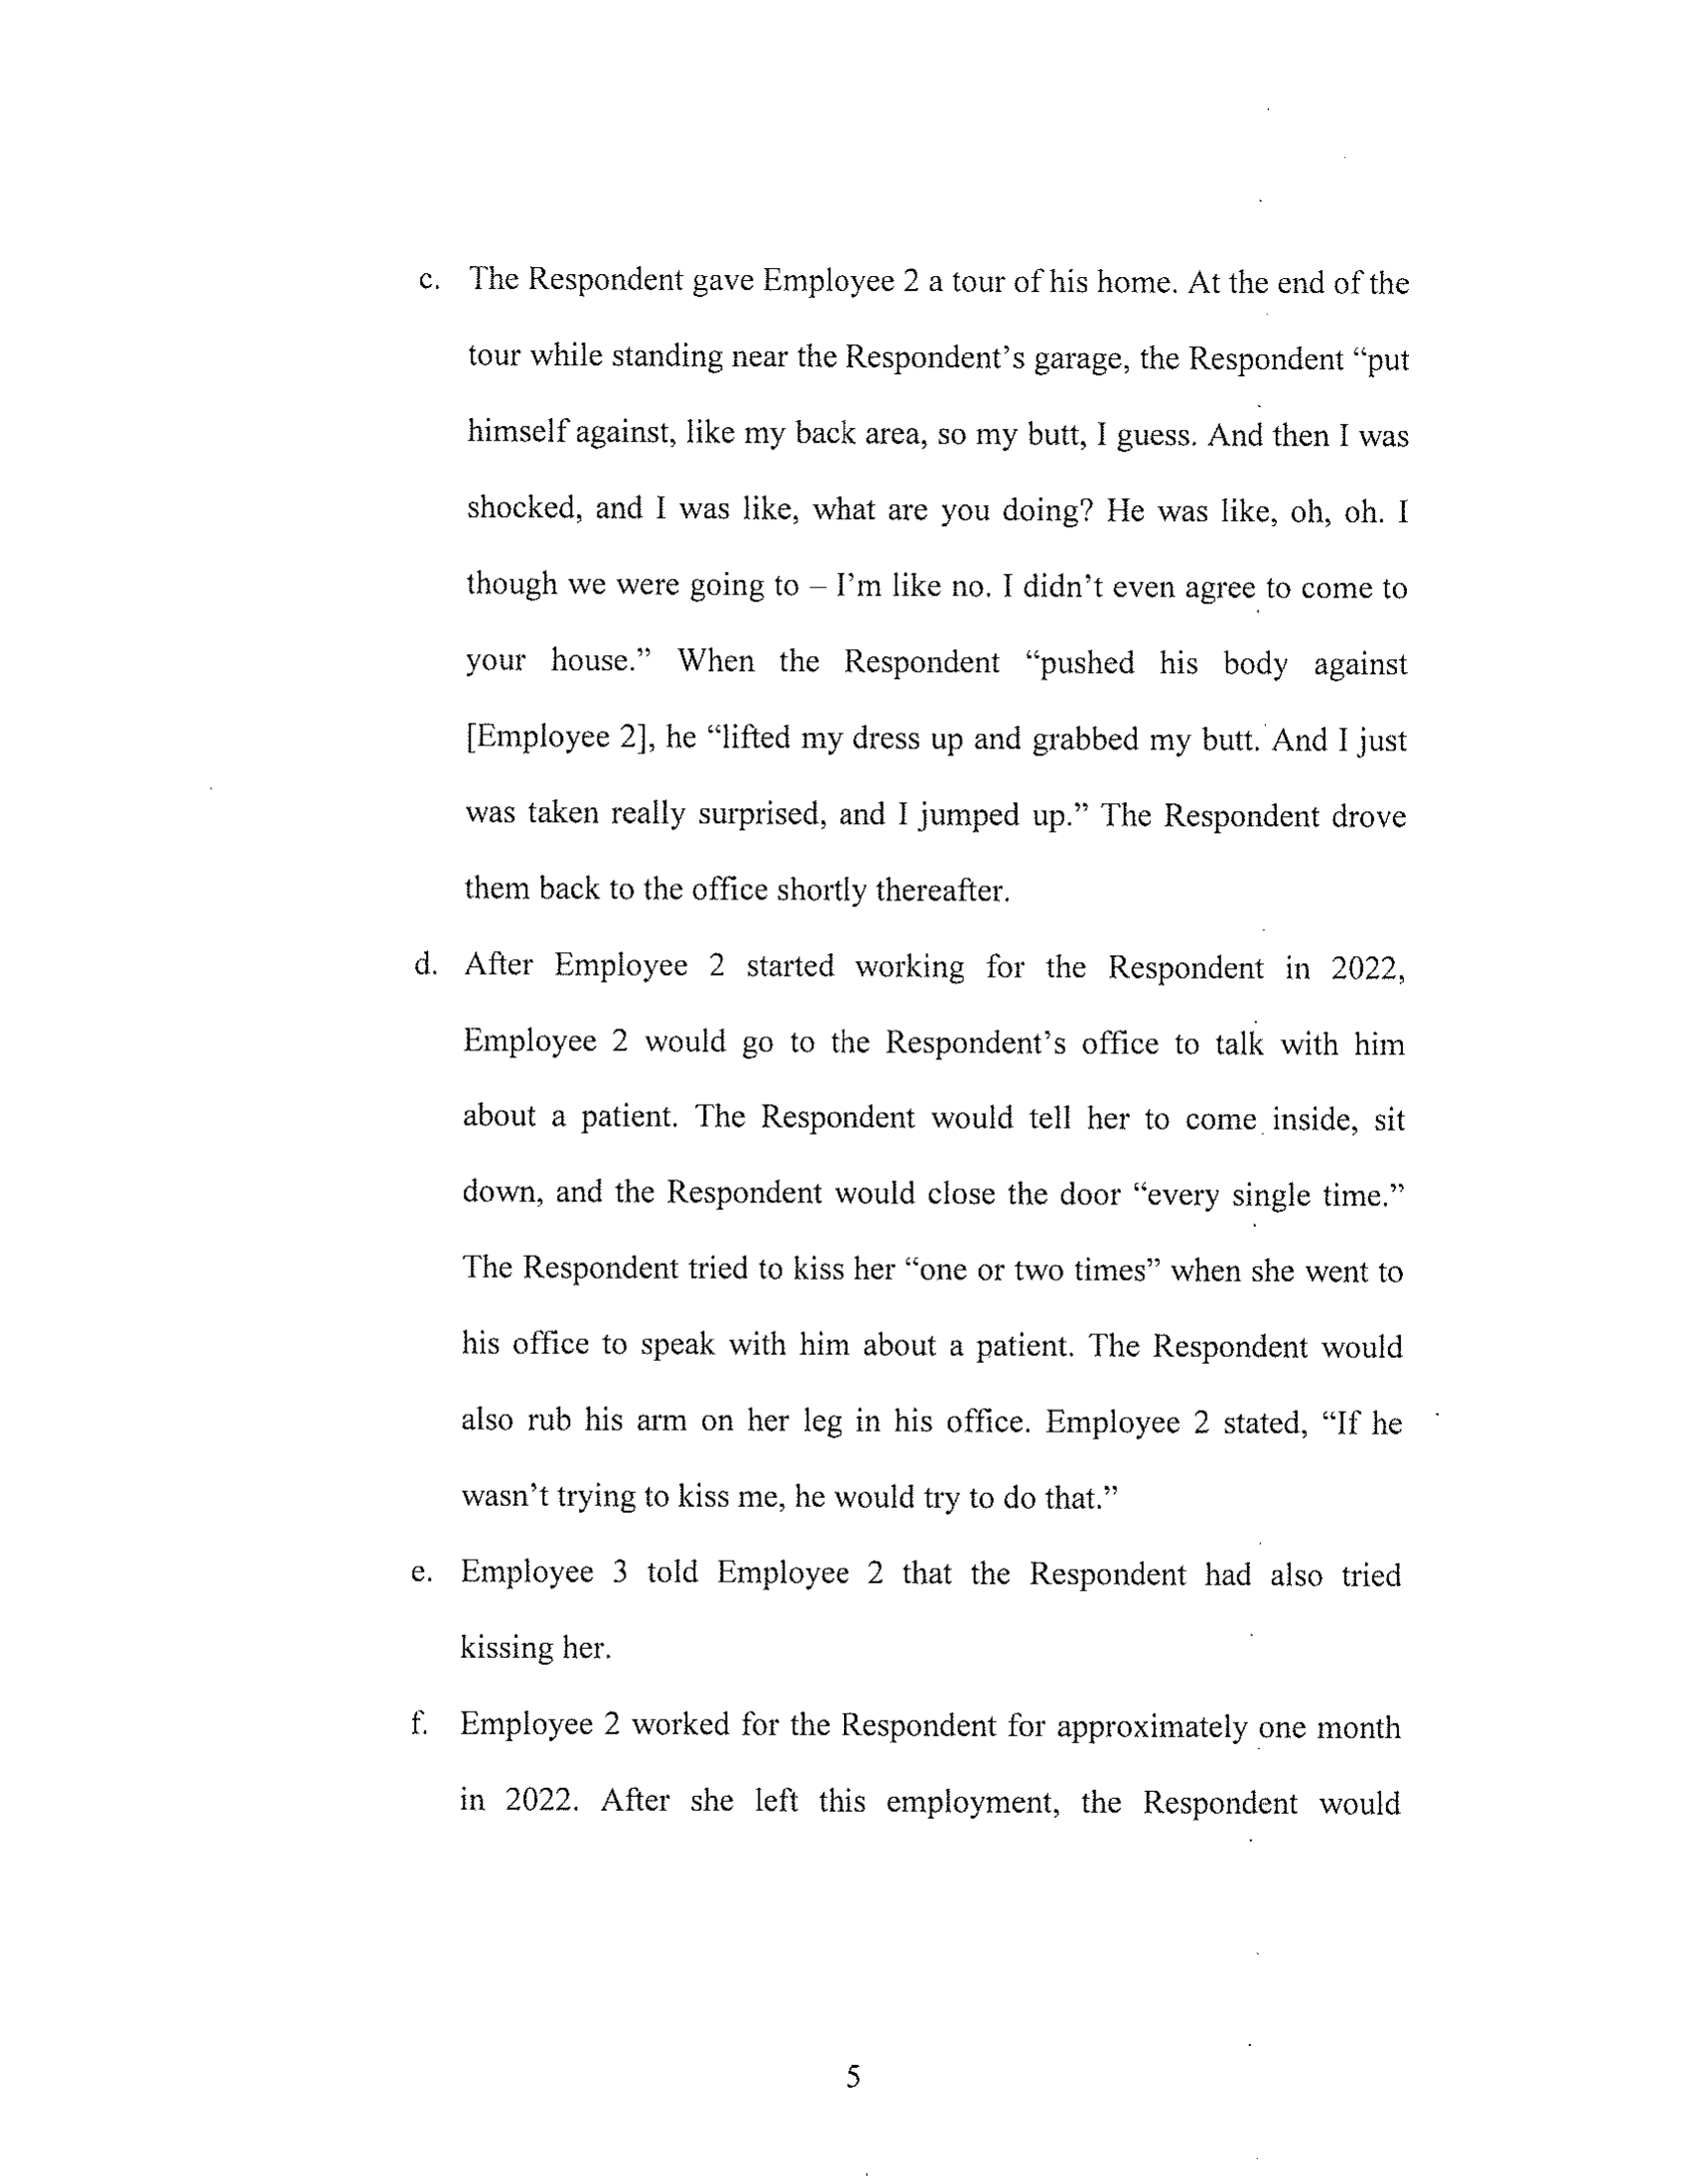 c. The Respondent gave Employee 2 a tour of his home. At the end of the
tour while standing near the Respondent’s garage, the Respondent “put
himself against, like my back area, so my butt, I guess. And then I was
shocked, and I was like, what are you doing? He was like, oh, oh. I
though we were going to – I’m like no. I didn’t even agree to come to
your house.” When the Respondent “pushed his body against
[Employee 2], he “lifted my dress up and grabbed my butt. And I just
was taken really surprised, and I jumped up.” The Respondent drove
them back to the office shortly thereafter.
d. After Employee 2 started working for the Respondent in 2022,
Employee 2 would go to the Respondent’s office to talk with him
about a patient. The Respondent would tell her to come inside, sit
down, and the Respondent would close the door “every single time.”
The Respondent tried to kiss her “one or two times” when she went to
his office to speak with him about a patient. The Respondent would
also rub his arm on her leg in his office. Employee 2 stated, “If he
wasn’t trying to kiss me, he would try to do that.”
e. Employee 3 told Employee 2 that the Respondent had also tried
kissing her.
f. Employee 2 worked for the Respondent for approximately one month
in 2022. After she left this employment, the Respondent would
5